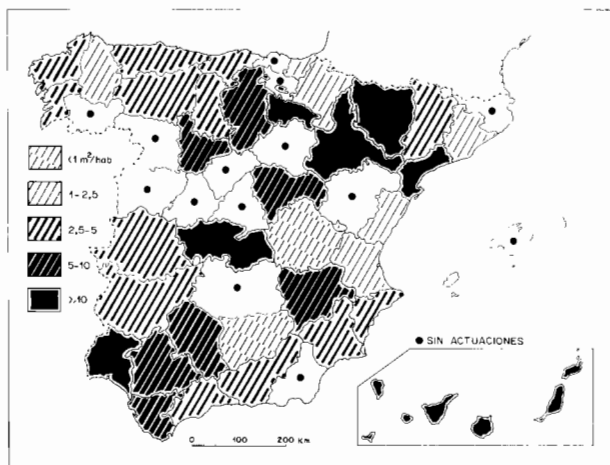 <1 m²/hab
1-2,5
2,5-5
5-10
>10
● SIN ACTUACIONES
0 100 200 Km.